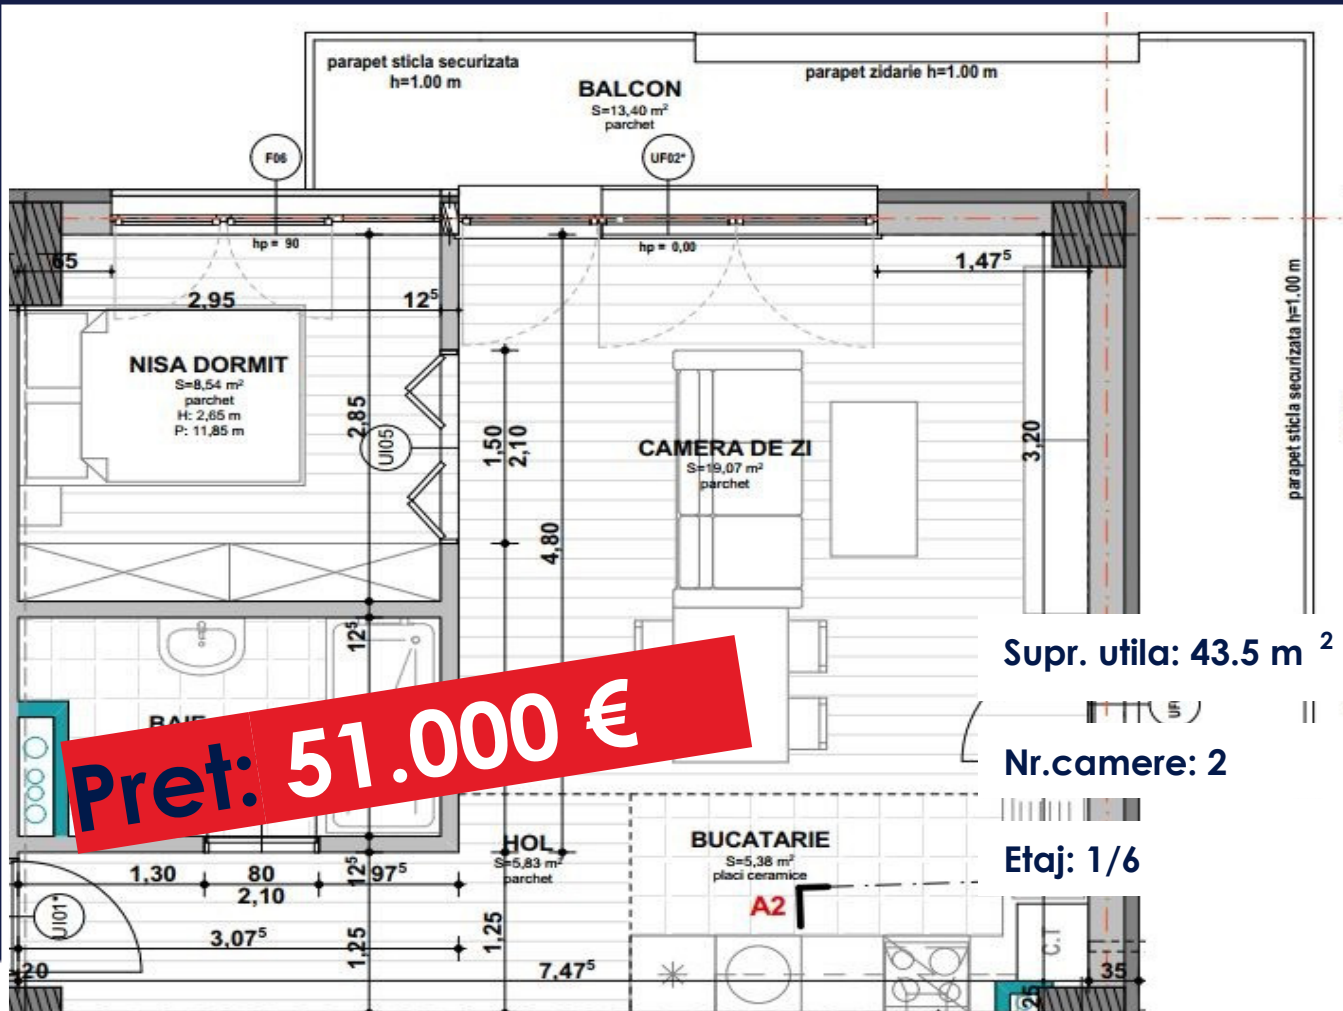 parapet sticla securizata
h=1.00 m
BALCON
S=13,40 m²
parchet
parapet zidarie h=1.00 m
F06
UF02*
hp = 90
hp = 0,00
65
1,47⁵
2,95
12⁵
NISA DORMIT
S=8,54 m²
parchet
H: 2,65 m
P: 11,85 m
2,85
UI05
1,50
2,10
CAMERA DE ZI
S=19,07 m²
parchet
3,20
parapet sticla securizata h=1.00 m
4,80
12⁵
Supr. utila: 43.5 m ²
BAIE
Pret: 51.000 €
UF
Nr.camere: 2
HOL
S=5,83 m²
parchet
BUCATARIE
S=5,38 m²
placi ceramice
Etaj: 1/6
1,30
80
2,10
12⁵
97⁵
A2
UI01*
3,07⁵
1,25
1,25
C.T
20
7,47⁵
35
25